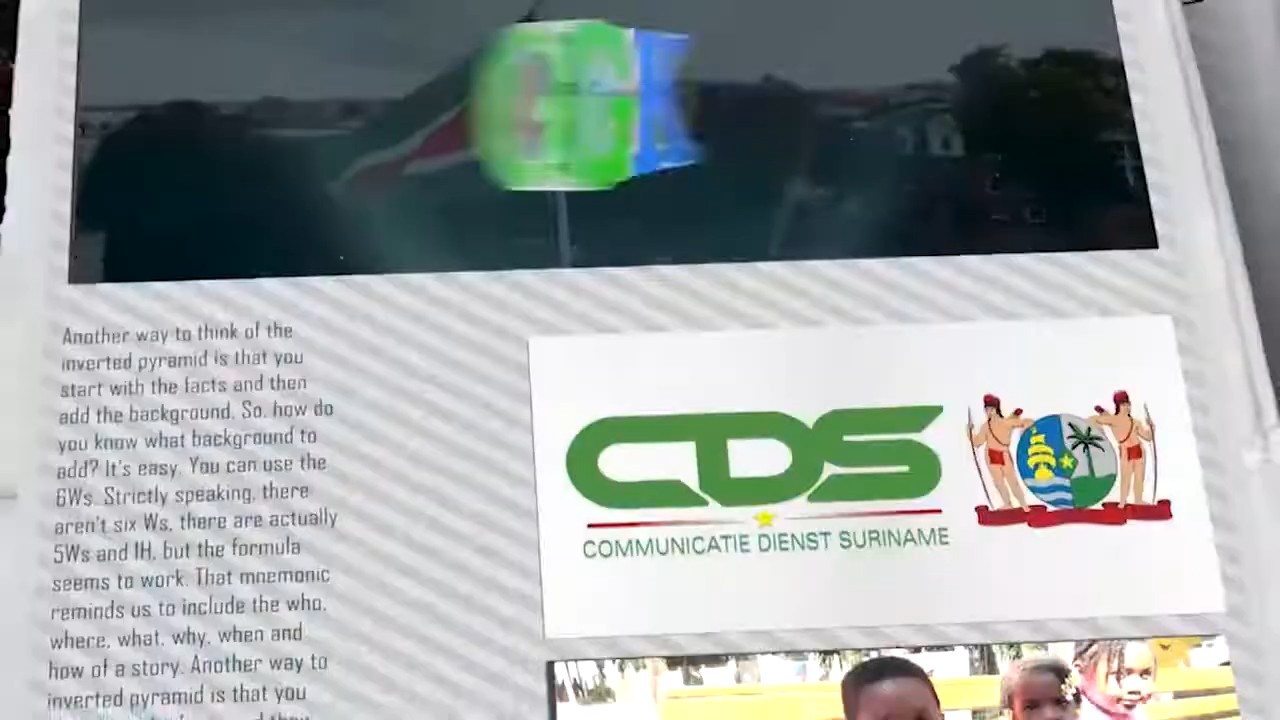 Another way to think of the
inverted pyramid is that you
start with the facts and then
add the background. So, how do
you know what background to
add? It's easy. You can use the
6Ws. Strictly speaking, there
aren't six Ws, there are actually
5Ws and 1H, but the formula
seems to work. That mnemonic
reminds us to include the who,
where, what, why, when and
how of a story. Another way to
inverted pyramid is that you
CDS
COMMUNICATIE DIENST SURINAME